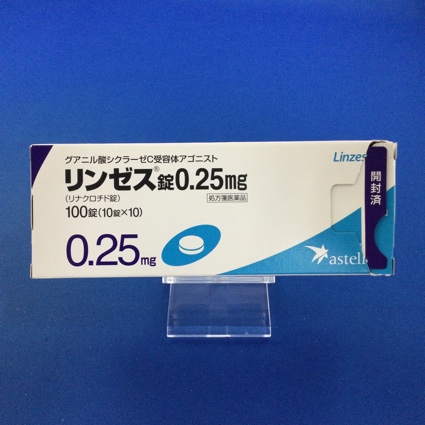 グアニル酸シクラーゼC受容体アゴニスト
リンゼス®錠0.25mg
(リナクロチド錠)
処方箋医薬品
100錠(10錠×10)
0.25mg
Linzes
開封済
astell